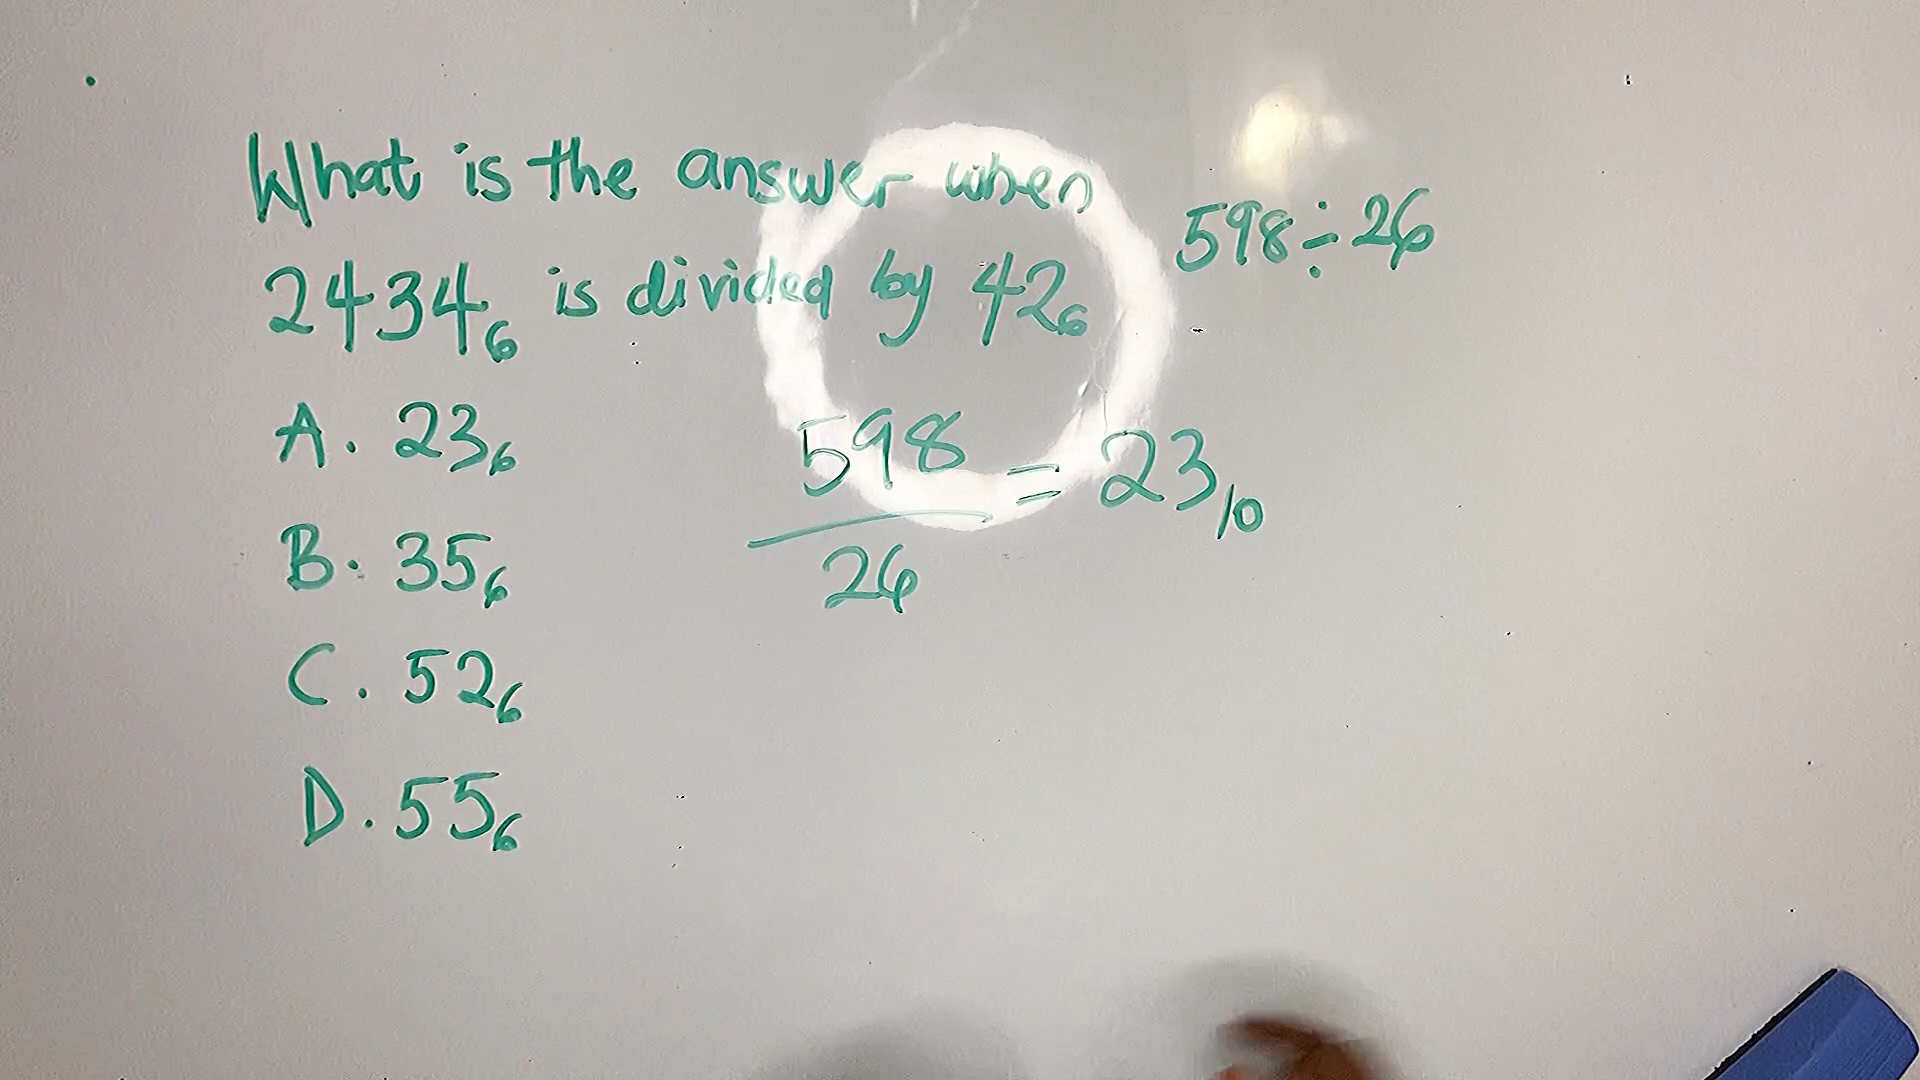 What is the answer when
2434₆ is divided by 42₆
598÷26
A. 23₆
B. 35₆
C. 52₆
D. 55₆
598
26
= 23₁₀